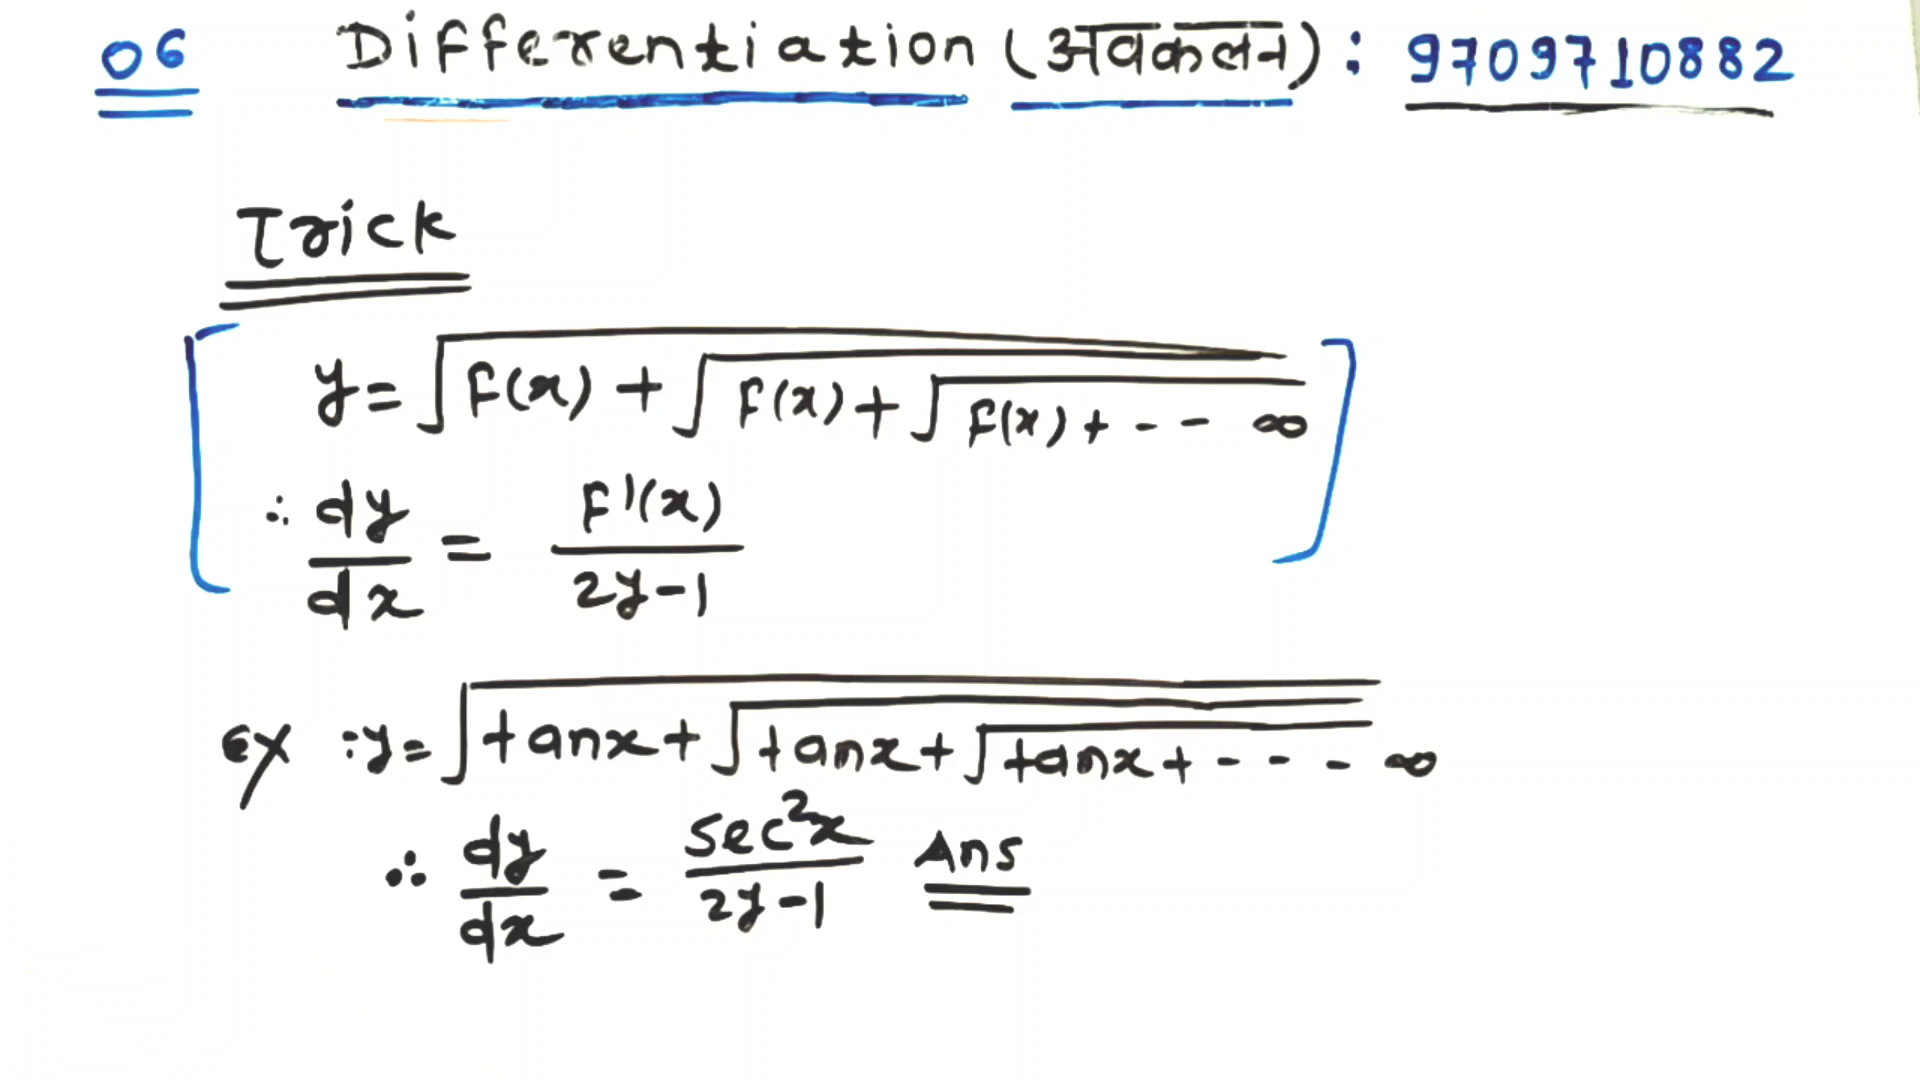 06 Differentiation (अवकलन) : 9709710882
Trick
y = √(F(x) + √(F(x) + √(F(x) + - - ∞
∴ dy/dx = F'(x)/2y-1
Ex : y = √(tanx + √(tanx + √(tanx + - - - ∞
∴ dy/dx = sec²x/2y-1 Ans